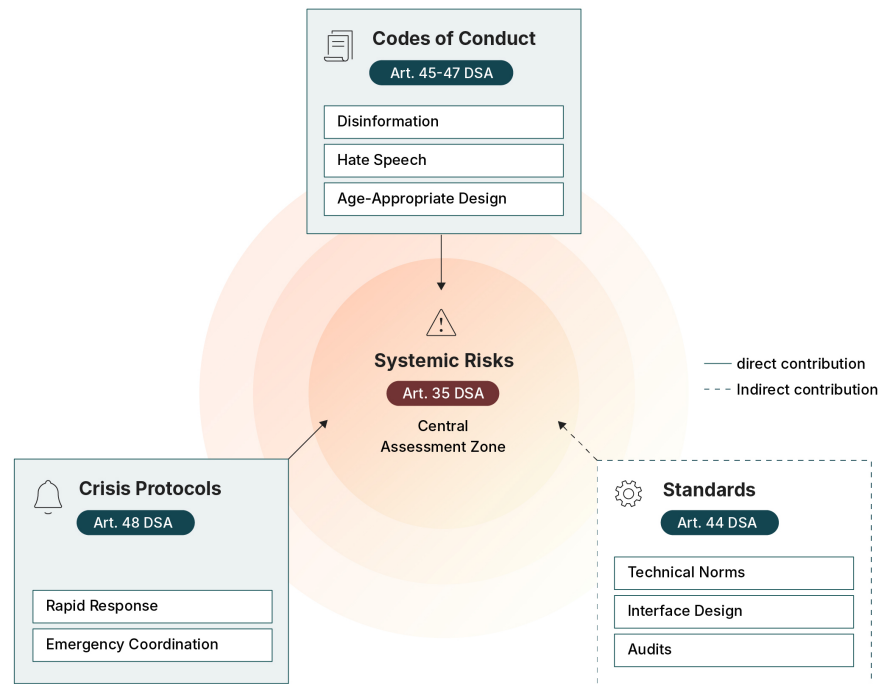 Codes of Conduct
Art. 45-47 DSA
Disinformation
Hate Speech
Age-Appropriate Design
Systemic Risks
Art. 35 DSA
Central
Assessment Zone
direct contribution
Indirect contribution
Crisis Protocols
Art. 48 DSA
Rapid Response
Emergency Coordination
Standards
Art. 44 DSA
Technical Norms
Interface Design
Audits